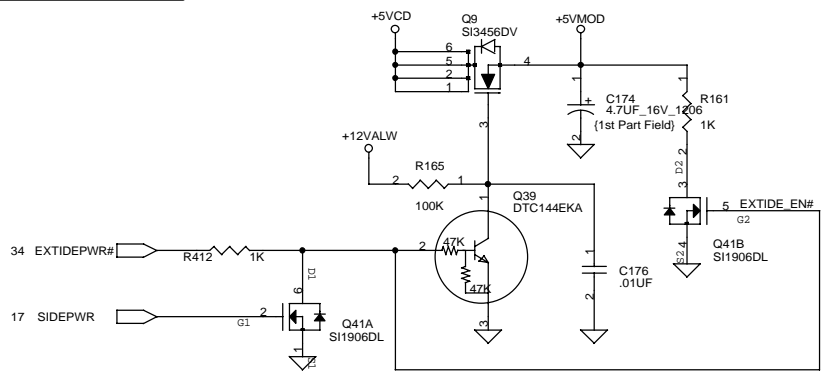 +5VCD
Q9
SI3456DV
+5VMOD
6
5
2
1
4
3
1
C174
4.7UF_16V_1206
{1st Part Field}
2
1
R161
1K
2
D2
3
+12VALW
R165
2
1
100K
1
Q39
DTC144EKA
5
EXTIDE_EN#
G2
4
S2
Q41B
SI1906DL
34 EXTIDEPWR#
R412
1K
2
47K
47K
3
1
C176
.01UF
2
D1
6
17 SIDEPWR
2
G1
Q41A
SI1906DL
1